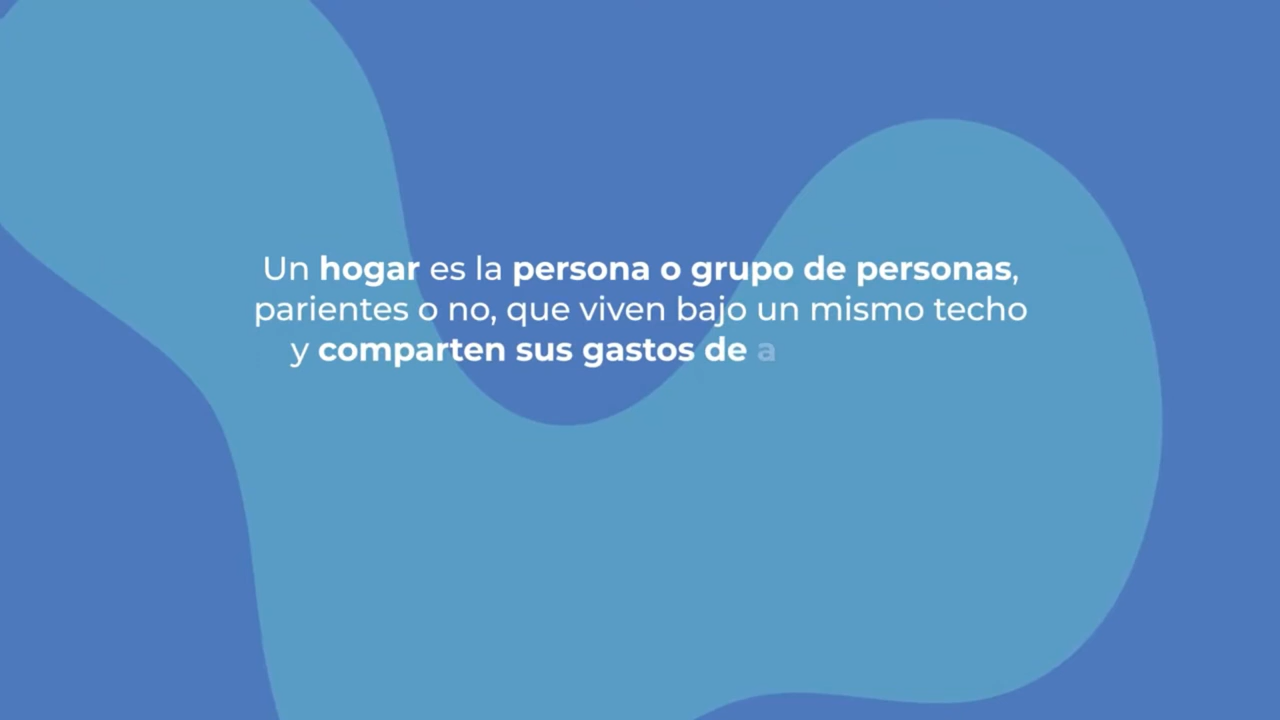 Un hogar es la persona o grupo de personas,
parientes o no, que viven bajo un mismo techo
y comparten sus gastos de a